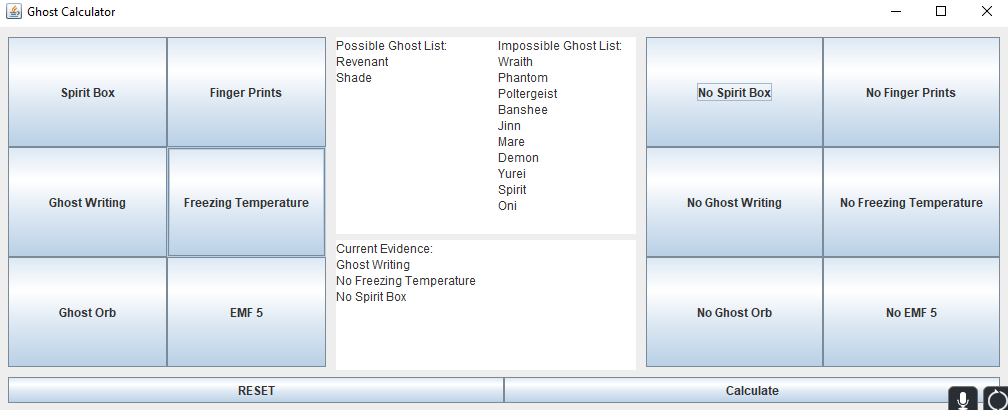 Ghost Calculator
Spirit Box
Finger Prints
Ghost Writing
Freezing Temperature
Ghost Orb
EMF 5
Possible Ghost List:
Revenant
Shade
Impossible Ghost List:
Wraith
Phantom
Poltergeist
Banshee
Jinn
Mare
Demon
Yurei
Spirit
Oni
Current Evidence:
Ghost Writing
No Freezing Temperature
No Spirit Box
No Spirit Box
No Finger Prints
No Ghost Writing
No Freezing Temperature
No Ghost Orb
No EMF 5
RESET
Calculate